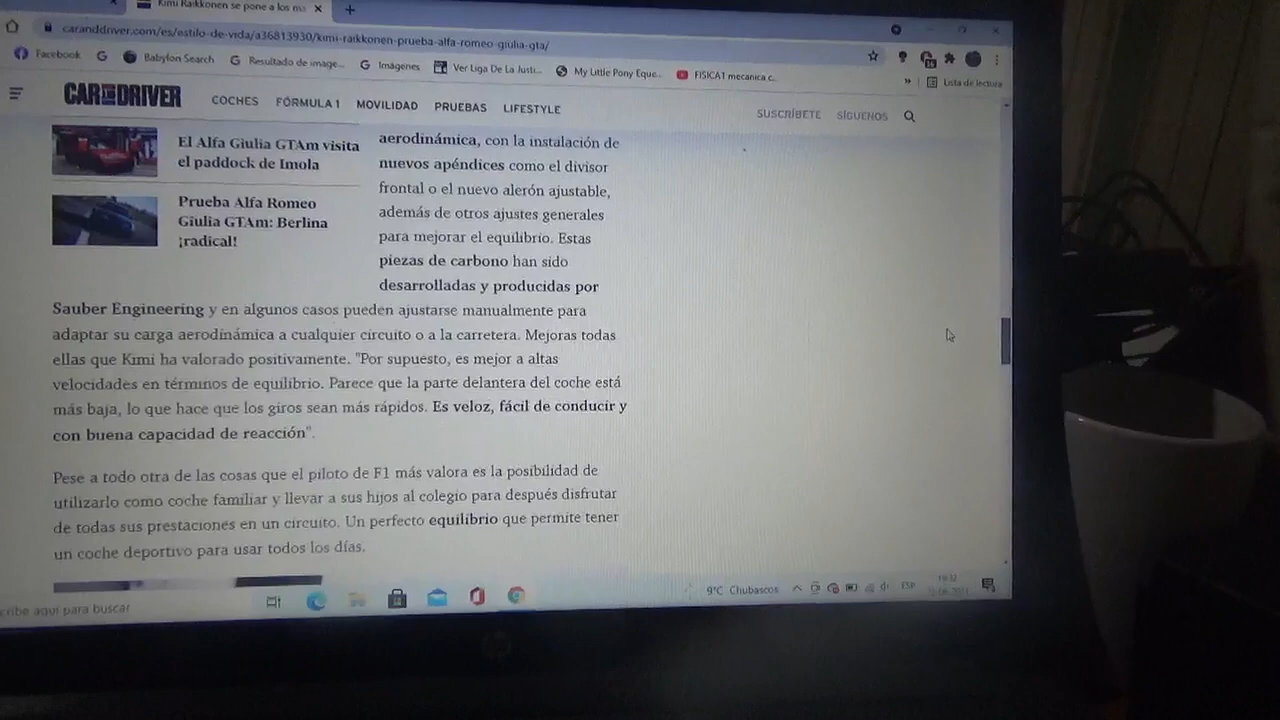 Kimi Raikkonen se pone a los ma
caranddriver.com/es/estilo-de-vida/a36813930/kimi-raikkonen-prueba-alfa-romeo-giulia-gta/
Facebook
Babylon Search
Resultado de image...
Imágenes
Ver Liga De La Justi...
My Little Pony Eque...
FISICA1 mecanica c...
»
Lista de lectura
CAR AND DRIVER
COCHES
FÓRMULA 1
MOVILIDAD
PRUEBAS
LIFESTYLE
SUSCRÍBETE
SÍGUENOS
El Alfa Giulia GTAm visita
el paddock de Imola
Prueba Alfa Romeo
Giulia GTAm: Berlina
¡radical!
aerodinámica, con la instalación de
nuevos apéndices como el divisor
frontal o el nuevo alerón ajustable,
además de otros ajustes generales
para mejorar el equilibrio. Estas
piezas de carbono han sido
desarrolladas y producidas por
Sauber Engineering y en algunos casos pueden ajustarse manualmente para
adaptar su carga aerodinámica a cualquier circuito o a la carretera. Mejoras todas
ellas que Kimi ha valorado positivamente. "Por supuesto, es mejor a altas
velocidades en términos de equilibrio. Parece que la parte delantera del coche está
más baja, lo que hace que los giros sean más rápidos. Es veloz, fácil de conducir y
con buena capacidad de reacción".
Pese a todo otra de las cosas que el piloto de F1 más valora es la posibilidad de
utilizarlo como coche familiar y llevar a sus hijos al colegio para después disfrutar
de todas sus prestaciones en un circuito. Un perfecto equilibrio que permite tener
un coche deportivo para usar todos los días.
cribe aquí para buscar
9°C Chubascos
ESP
19:32